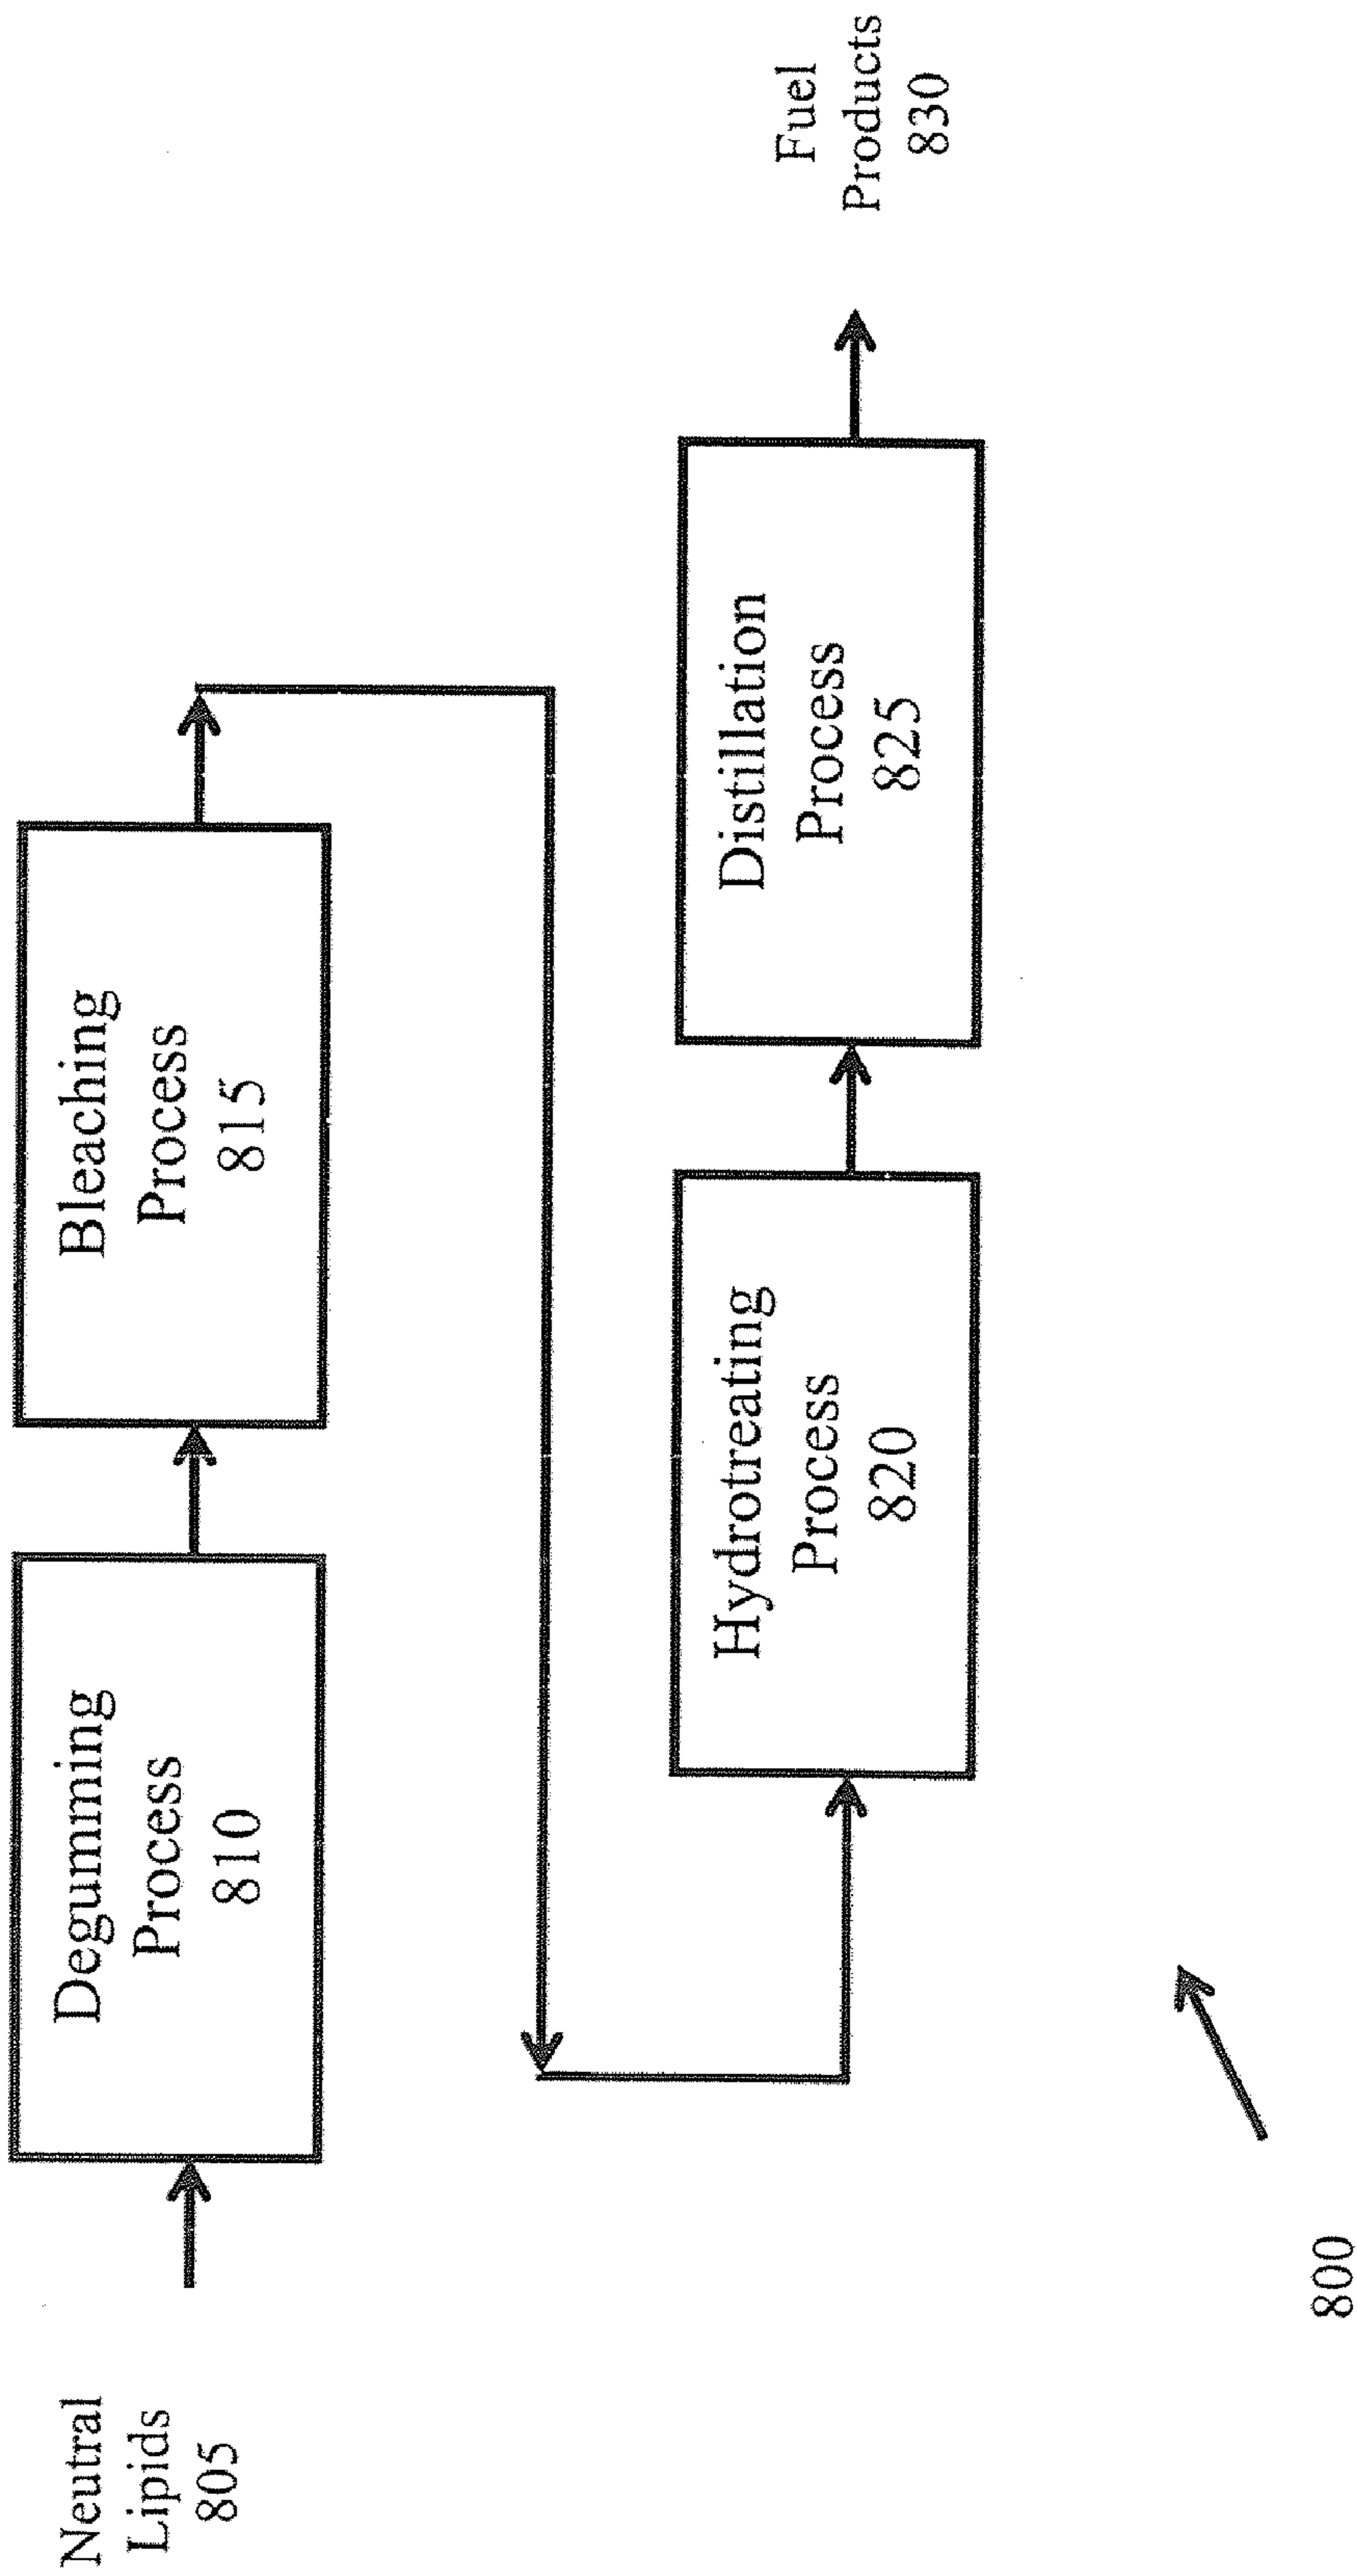 Neutral
Lipids
805
Degumming
Process
810
Bleaching
Process
815
Hydrotreating
Process
820
Distillation
Process
825
Fuel
Products
830
800